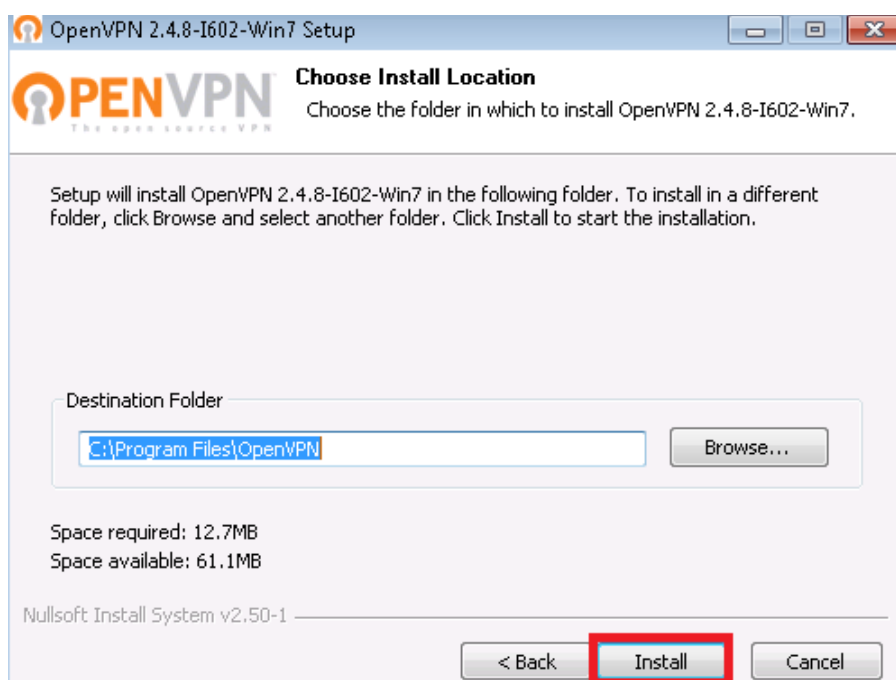 OpenVPN 2.4.8-I602-Win7 Setup
OPENVPN
The open source VPN
Choose Install Location
Choose the folder in which to install OpenVPN 2.4.8-I602-Win7.
Setup will install OpenVPN 2.4.8-I602-Win7 in the following folder. To install in a different
folder, click Browse and select another folder. Click Install to start the installation.
Destination Folder
C:\Program Files\OpenVPN
Browse...
Space required: 12.7MB
Space available: 61.1MB
Nullsoft Install System v2.50-1
< Back
Install
Cancel